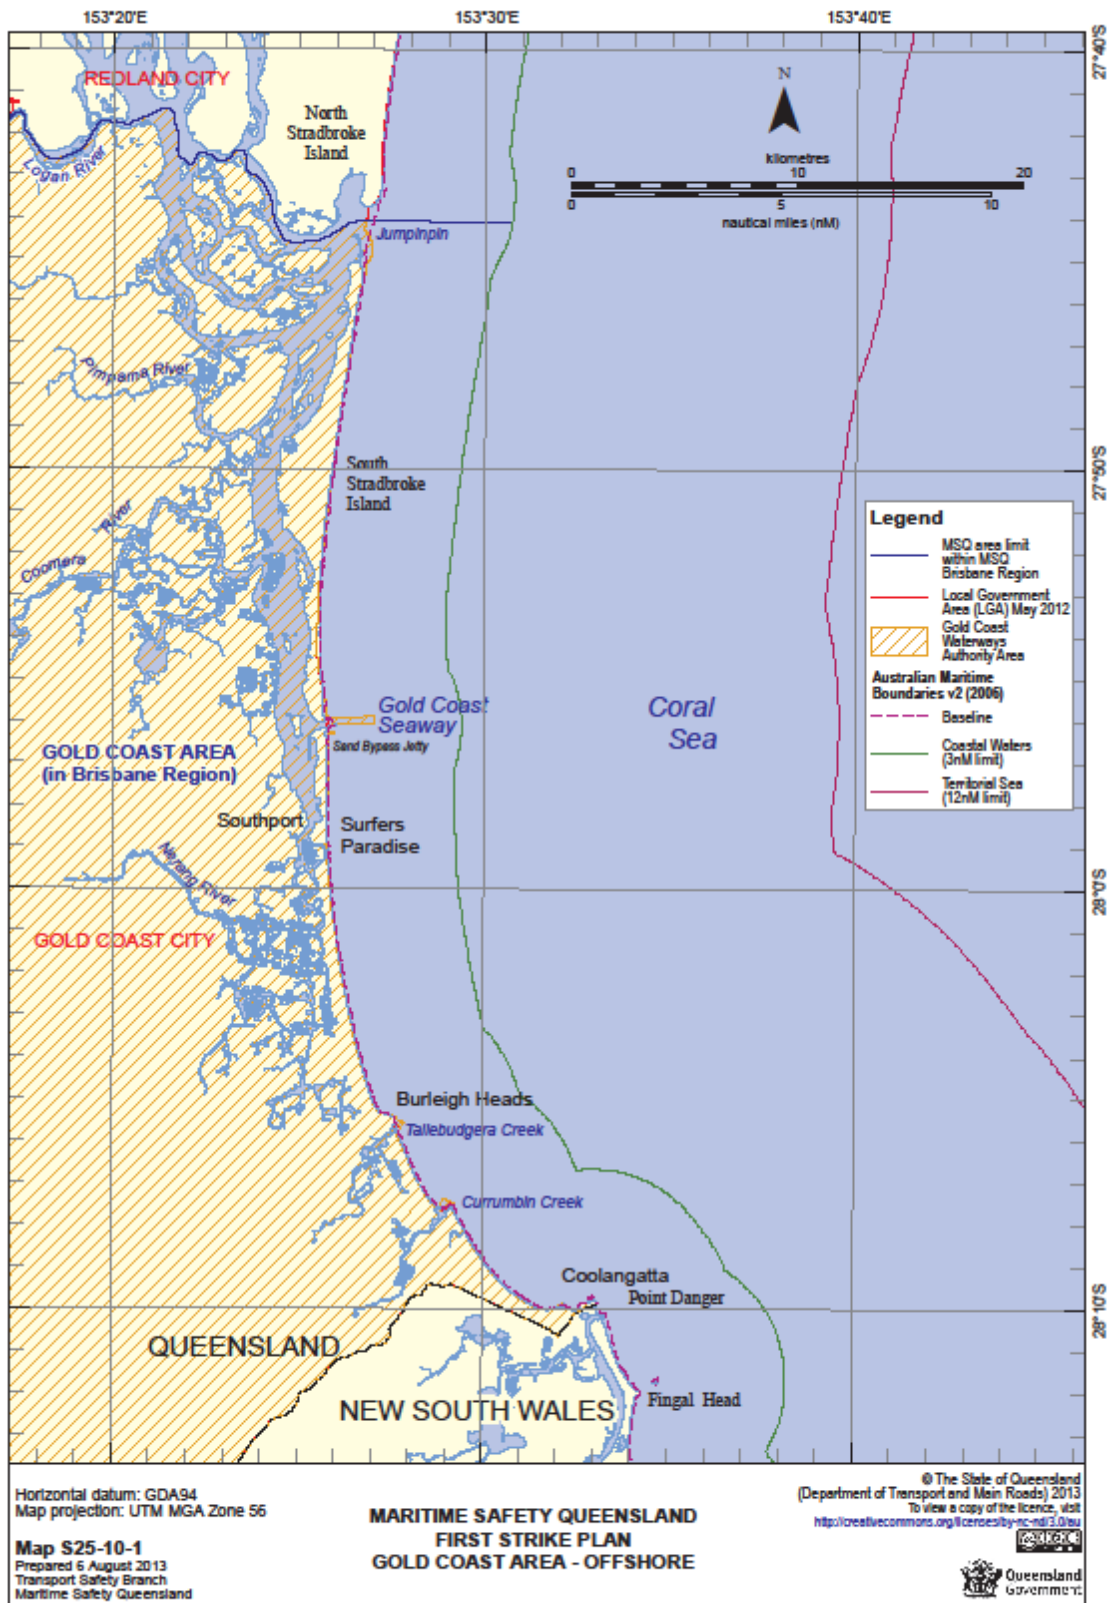 153°20'E
153°30'E
153°40'E
27°40'S
REDLAND CITY
North
Stradbroke
Island
N
kilometres
0
10
20
0
5
10
nautical miles (nM)
Logan River
Jumpinpin
Pimpama River
South
Stradbroke
Island
27°50'S
Coomera River
Legend
MSQ area limit
within MSQ
Brisbane Region
Local Government
Area (LGA) May 2012
Gold Coast
Waterways
Authority Area
Australian Maritime
Boundaries v2 (2006)
Baseline
Coastal Waters
(3nM limit)
Territorial Sea
(12nM limit)
Gold Coast
Seaway
Sand Bypass Jetty
Coral
Sea
GOLD COAST AREA
(in Brisbane Region)
Southport
Surfers
Paradise
Nerang River
28°0'S
GOLD COAST CITY
Burleigh Heads
Tallebudgera Creek
Currumbin Creek
Coolangatta
Point Danger
28°10'S
QUEENSLAND
NEW SOUTH WALES
Fingal Head
Horizontal datum: GDA94
Map projection: UTM MGA Zone 56
Map S25-10-1
Prepared 6 August 2013
Transport Safety Branch
Maritime Safety Queensland
MARITIME SAFETY QUEENSLAND
FIRST STRIKE PLAN
GOLD COAST AREA - OFFSHORE
© The State of Queensland
(Department of Transport and Main Roads) 2013
To view a copy of the licence, visit
http://creativecommons.org/licenses/by-nc-nd/3.0/au
Queensland
Government